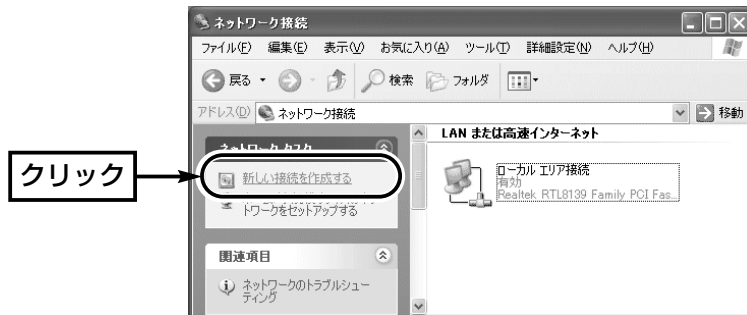 ネットワーク接続
ファイル(F) 編集(E) 表示(V) お気に入り(A) ツール(T) 詳細設定(N) ヘルプ(H)
戻る 検索 フォルダ
アドレス(D) ネットワーク接続 移動
ネットワーク タスク
新しい接続を作成する
トワークをセットアップする
関連項目
ネットワークのトラブルシュー
ティング
LAN または高速インターネット
ローカル エリア接続
有効
Realtek RTL8139 Family PCI Fas...
クリック